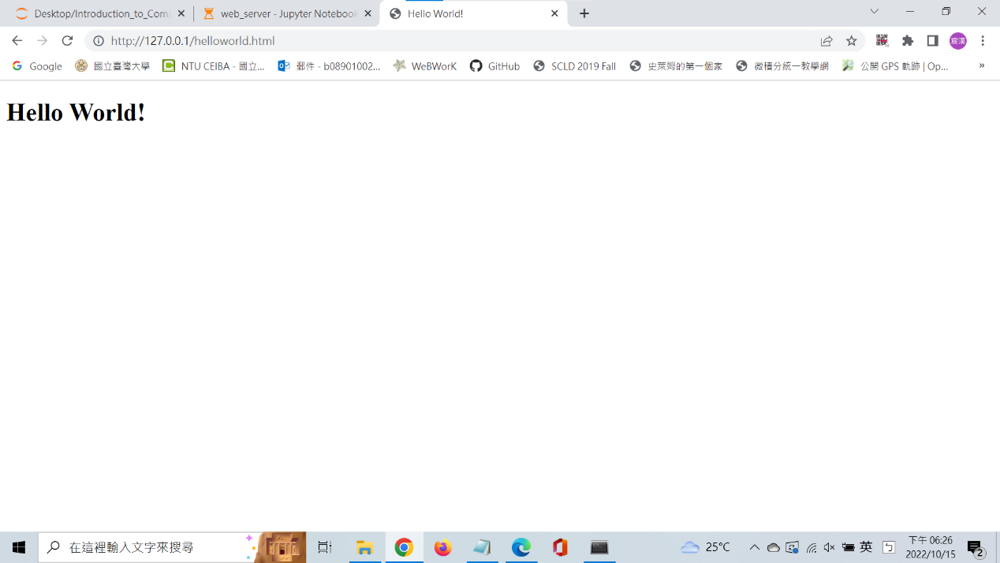 Desktop/Introduction_to_Com
web_server - Jupyter Notebook
Hello World!
http://127.0.0.1/helloworld.html
宸漢
Google
國立臺灣大學
NTU CEIBA - 國立...
郵件 - b08901002...
WeBWorK
GitHub
SCLD 2019 Fall
史萊姆的第一個家
微積分統一教學網
公開 GPS 軌跡 | Op...
»
Hello World!
在這裡輸入文字來搜尋
25°C
英
下午 06:26
2022/10/15
2